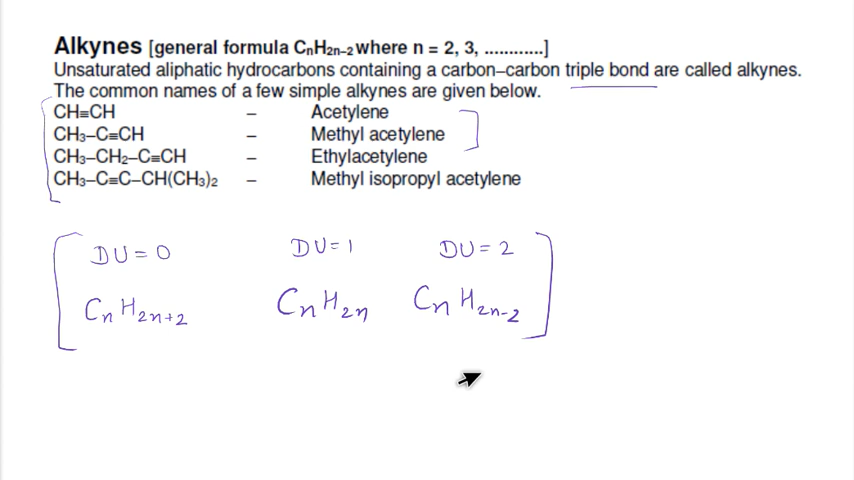 Alkynes [general formula CnH2n–2 where n = 2, 3, ............]
Unsaturated aliphatic hydrocarbons containing a carbon–carbon triple bond are called alkynes.
The common names of a few simple alkynes are given below.
CH≡CH – Acetylene
CH3–C≡CH – Methyl acetylene
CH3–CH2–C≡CH – Ethylacetylene
CH3–C≡C–CH(CH3)2 – Methyl isopropyl acetylene
DU = 0 DU = 1 DU = 2
CnH2n+2 CnH2n CnH2n-2